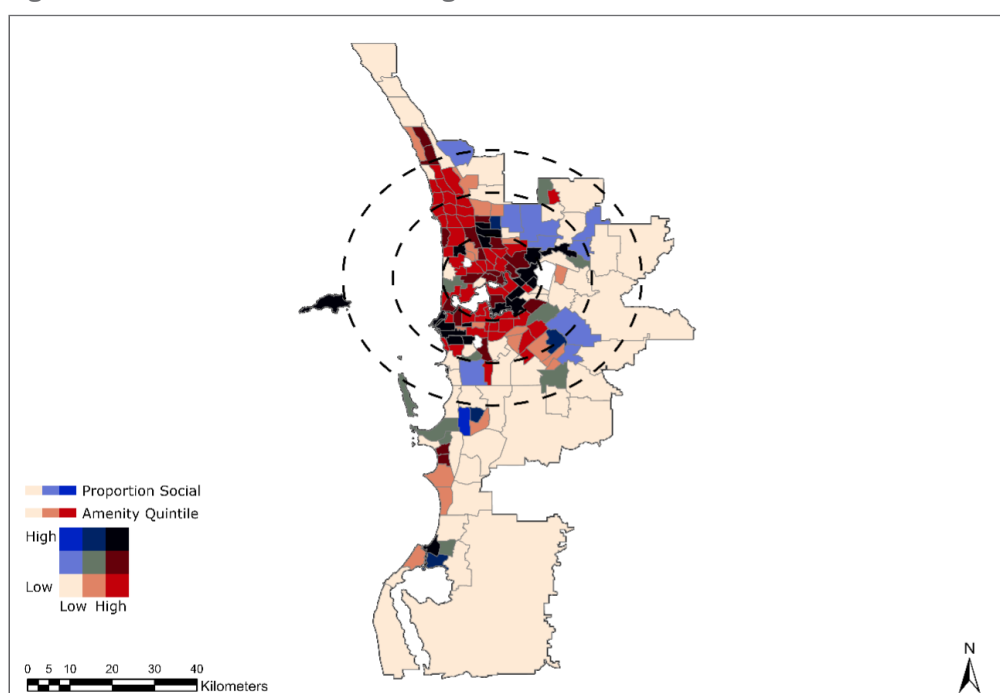 Proportion Social
Amenity Quintile
High
Low
Low High
0 5 10 20 30 40
Kilometers
N